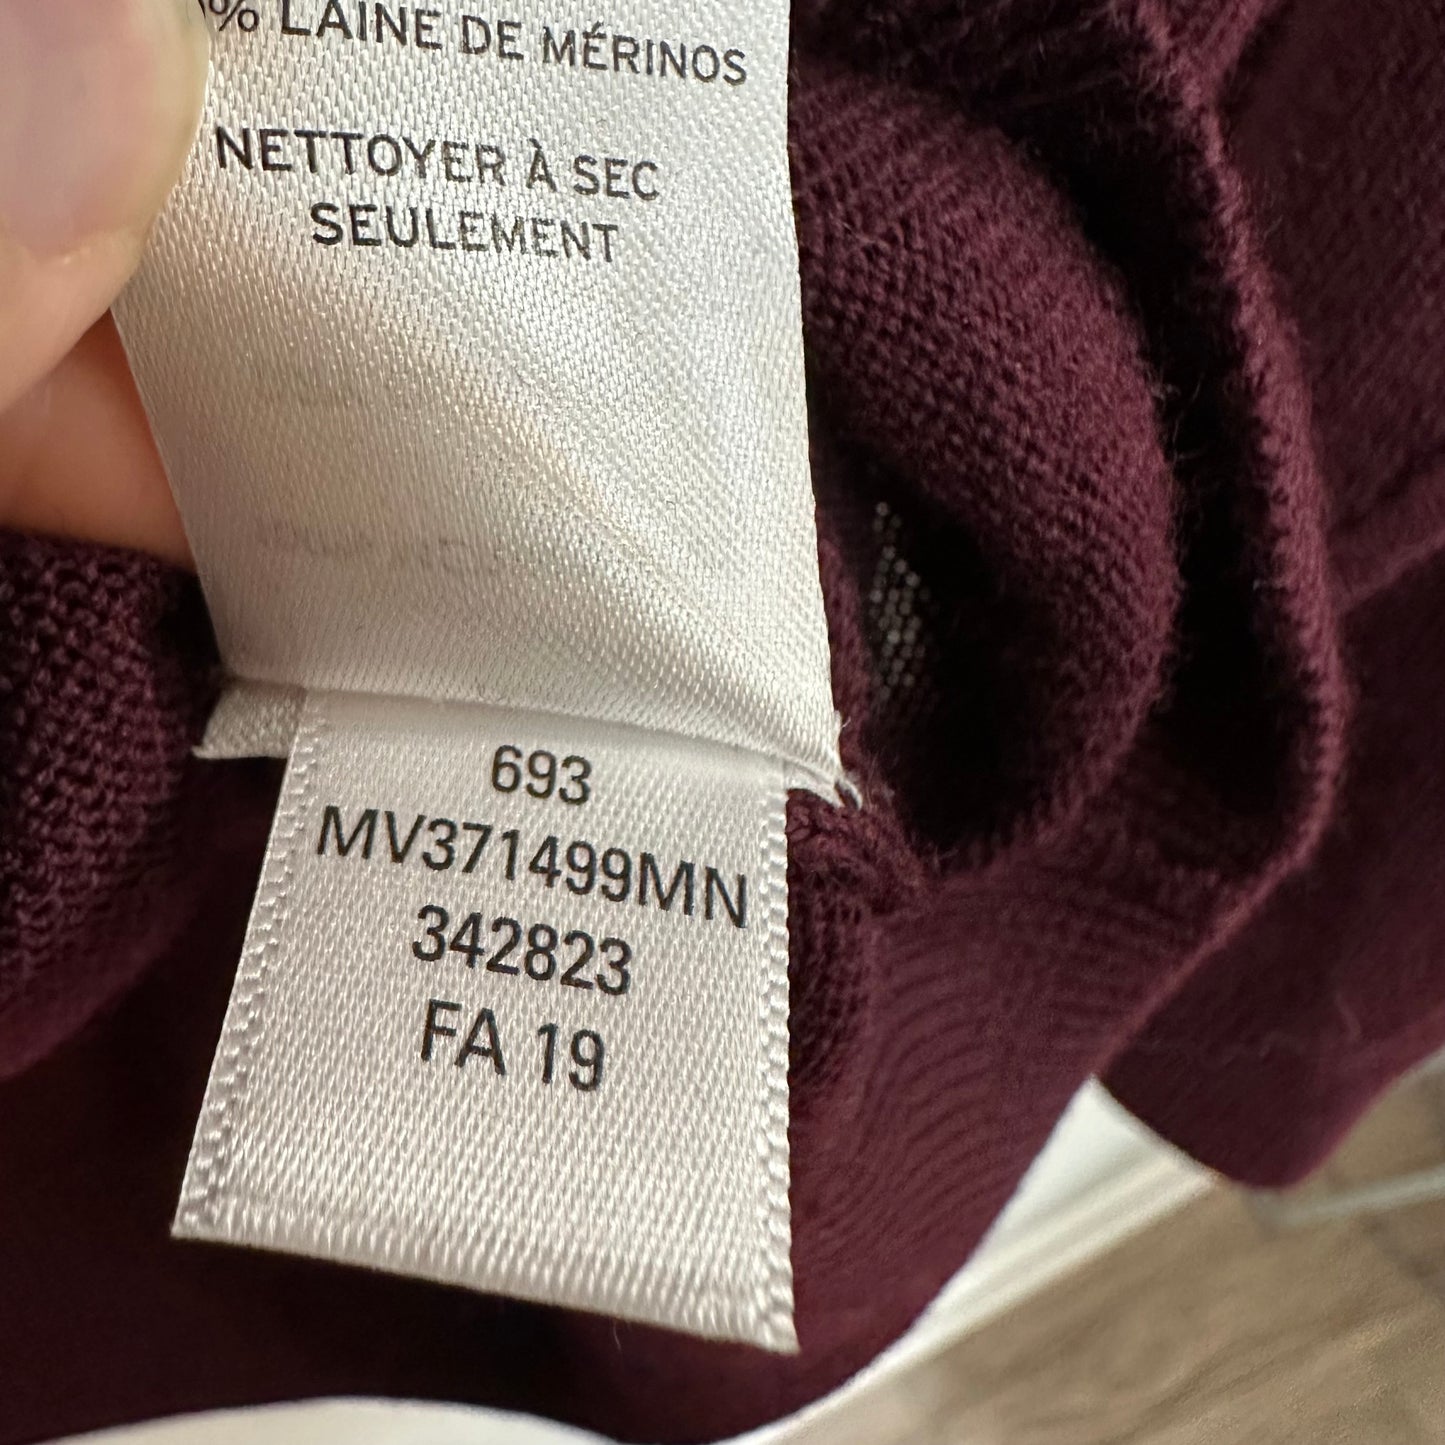 % LAINE DE MÉRINOS
NETTOYER À SEC
SEULEMENT
693
MV371499MN
342823
FA 19